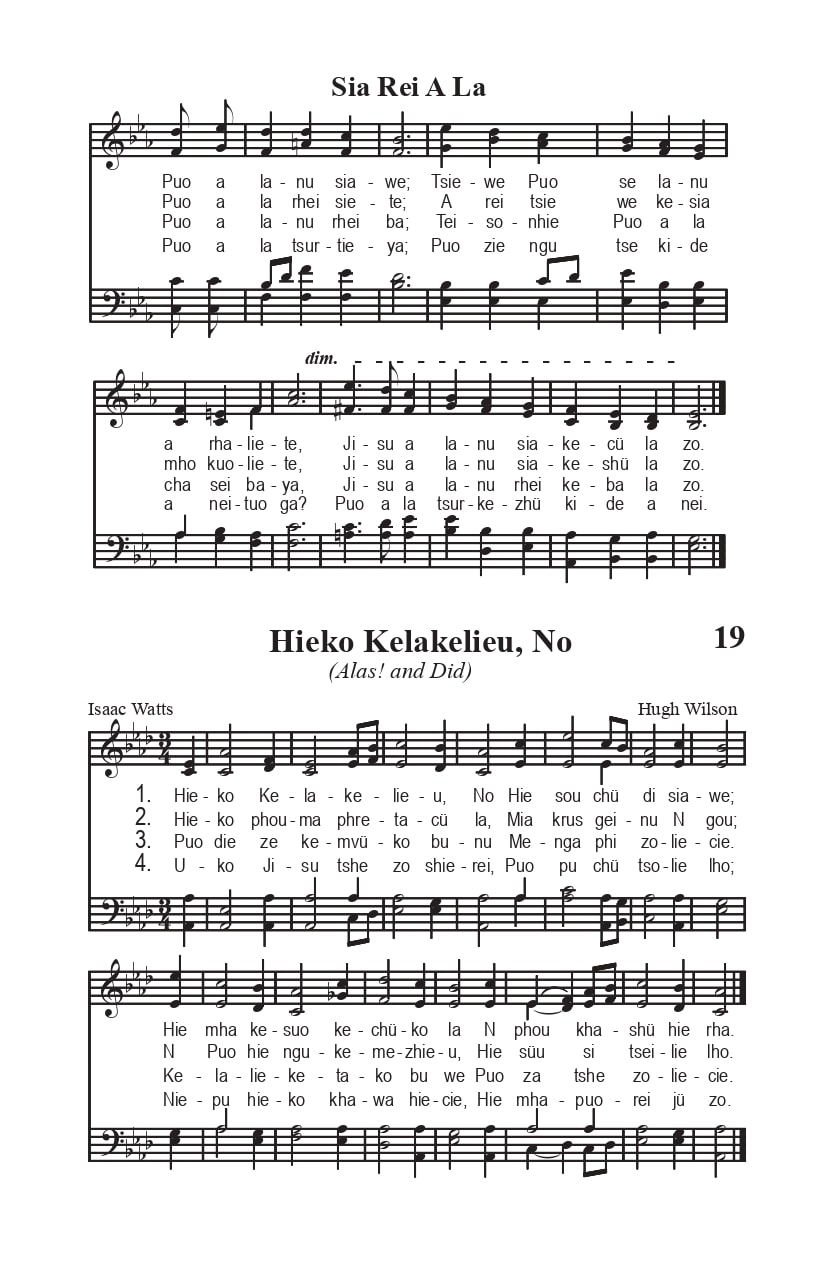 Sia Rei A La
Puo a la - nu sia - we; Tsie - we Puo se la nu
Puo a la rhei sie - te; A rei tsie we ke - sia
Puo a la - nu rhei ba; Tei - so - nhie Puo a la
Puo a la tsur - tie - ya; Puo zie ngu tse ki - de
dim.
a rha - lie - te, Ji - su a la - nu sia - ke - cü la zo.
mho kuo - lie - te, Ji - su a la - nu sia - ke - shü la zo.
cha sei ba - ya, Ji - su a la - nu rhei ke - ba la zo.
a nei - tuo ga? Puo a la tsur - ke - zhü ki - de a nei.
Hieko Kelakelieu, No 19
(Alas! and Did)
Isaac Watts Hugh Wilson
1. Hie - ko Ke - la - ke - lie - u, No Hie sou chü di sia - we;
2. Hie - ko phou - ma phre - ta - cü la, Mia krus gei - nu N gou;
3. Puo die ze ke - mvü - ko bu - nu Me - nga phi zo - lie - cie.
4. U - ko Ji - su tshe zo shie - rei, Puo pu chü tso - lie lho;
Hie mha ke - suo ke - chü - ko la N phou kha - shü hie rha.
N Puo hie ngu - ke - me - zhie - u, Hie süu si tsei - lie lho.
Ke - la - lie - ke - ta - ko bu we Puo za tshe zo - lie - cie.
Nie - pu hie - ko kha - wa hie - cie, Hie mha - puo - rei jü zo.